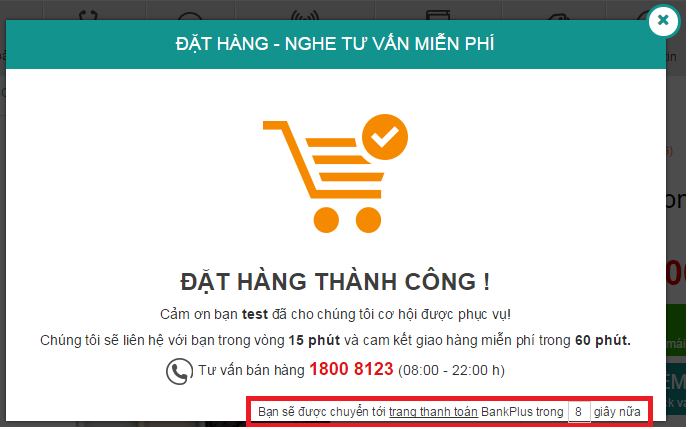 ĐẶT HÀNG - NGHE TƯ VẤN MIỄN PHÍ
ĐẶT HÀNG THÀNH CÔNG !
Cảm ơn bạn test đã cho chúng tôi cơ hội được phục vụ!
Chúng tôi sẽ liên hệ với bạn trong vòng 15 phút và cam kết giao hàng miễn phí trong 60 phút.
Tư vấn bán hàng 1800 8123 (08:00 - 22:00 h)
Bạn sẽ được chuyển tới trang thanh toán BankPlus trong 8 giây nữa